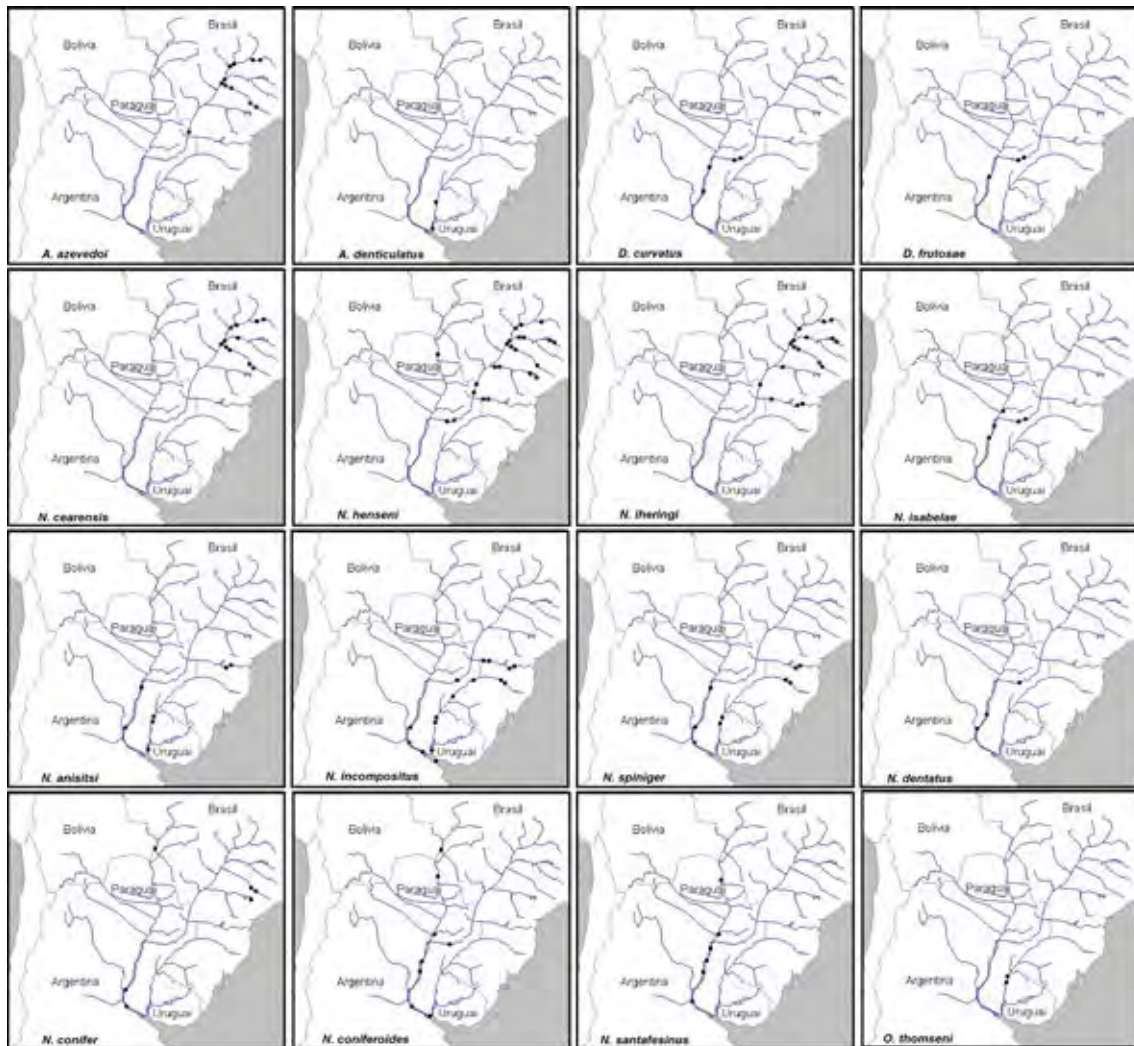 Brasil
Bolivia
Paraguai
Argentina
Uruguai
A. azevedoi
Brasil
Bolivia
Paraguai
Argentina
Uruguai
A. denticulatus
Brasil
Bolivia
Paraguai
Argentina
Uruguai
D. curvatus
Brasil
Bolivia
Paraguai
Argentina
Uruguai
D. frutosae
Brasil
Bolivia
Paraguai
Argentina
Uruguai
N. cearensis
Brasil
Bolivia
Paraguai
Argentina
Uruguai
N. henseni
Brasil
Bolivia
Paraguai
Argentina
Uruguai
N. iheringi
Brasil
Bolivia
Paraguai
Argentina
Uruguai
N. isabelae
Brasil
Bolivia
Paraguai
Argentina
Uruguai
N. anisitsi
Brasil
Bolivia
Paraguai
Argentina
Uruguai
N. incompositus
Brasil
Bolivia
Paraguai
Argentina
Uruguai
N. spiniger
Brasil
Bolivia
Paraguai
Argentina
Uruguai
N. dentatus
Brasil
Bolivia
Paraguai
Argentina
Uruguai
N. conifer
Brasil
Bolivia
Paraguai
Argentina
Uruguai
N. coniferoides
Brasil
Bolivia
Paraguai
Argentina
Uruguai
N. santafesinus
Brasil
Bolivia
Paraguai
Argentina
Uruguai
O. thomseni